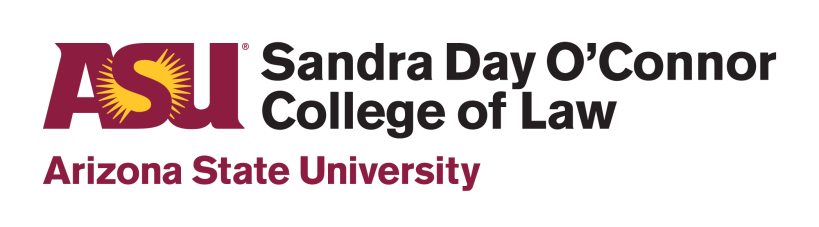 ASU® Sandra Day O’Connor
College of Law
Arizona State University